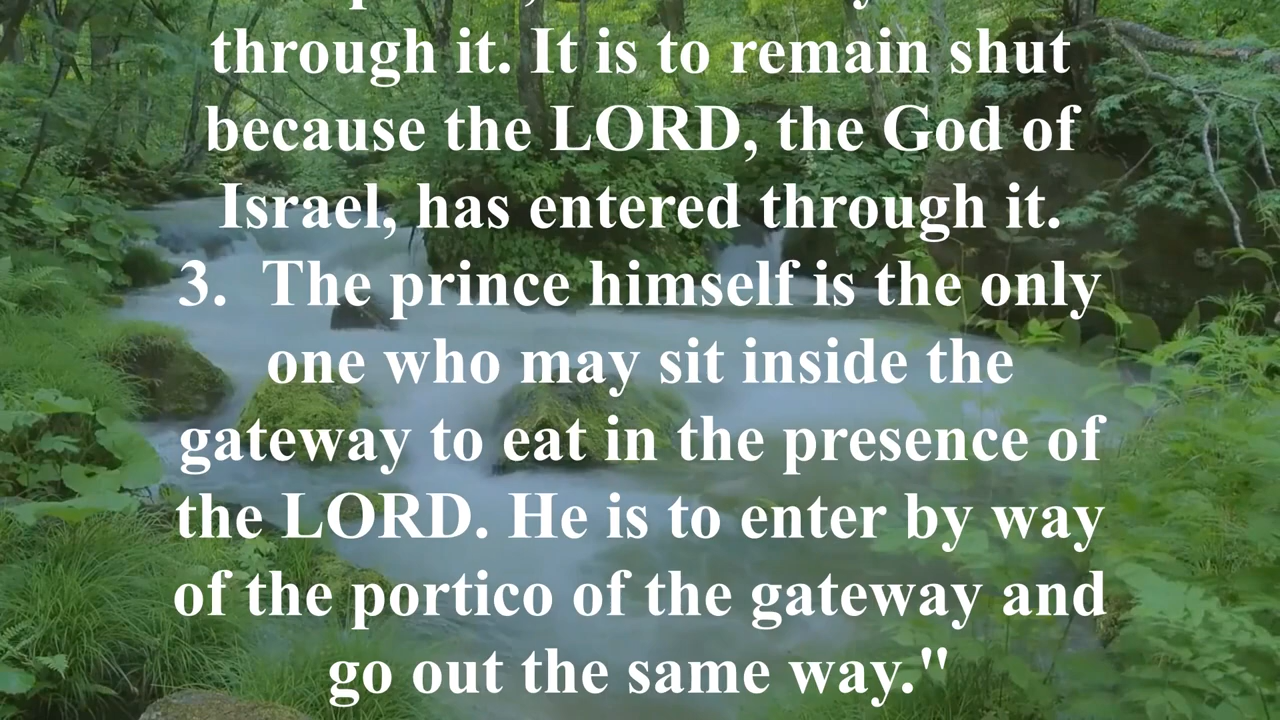 through it. It is to remain shut
because the LORD, the God of
Israel, has entered through it.
3. The prince himself is the only
one who may sit inside the
gateway to eat in the presence of
the LORD. He is to enter by way
of the portico of the gateway and
go out the same way."